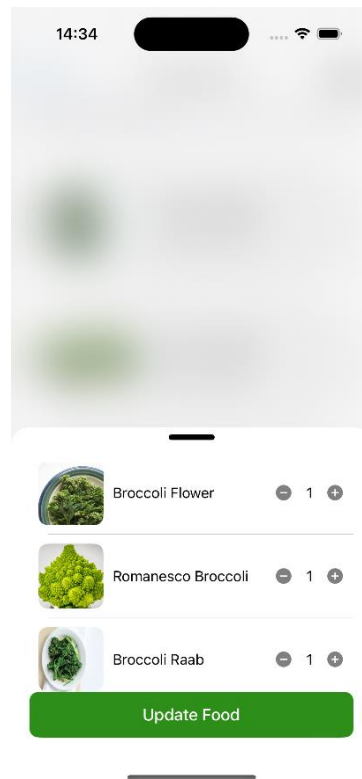 14:34
Broccoli Flower 1
Romanesco Broccoli 1
Broccoli Raab 1
Update Food